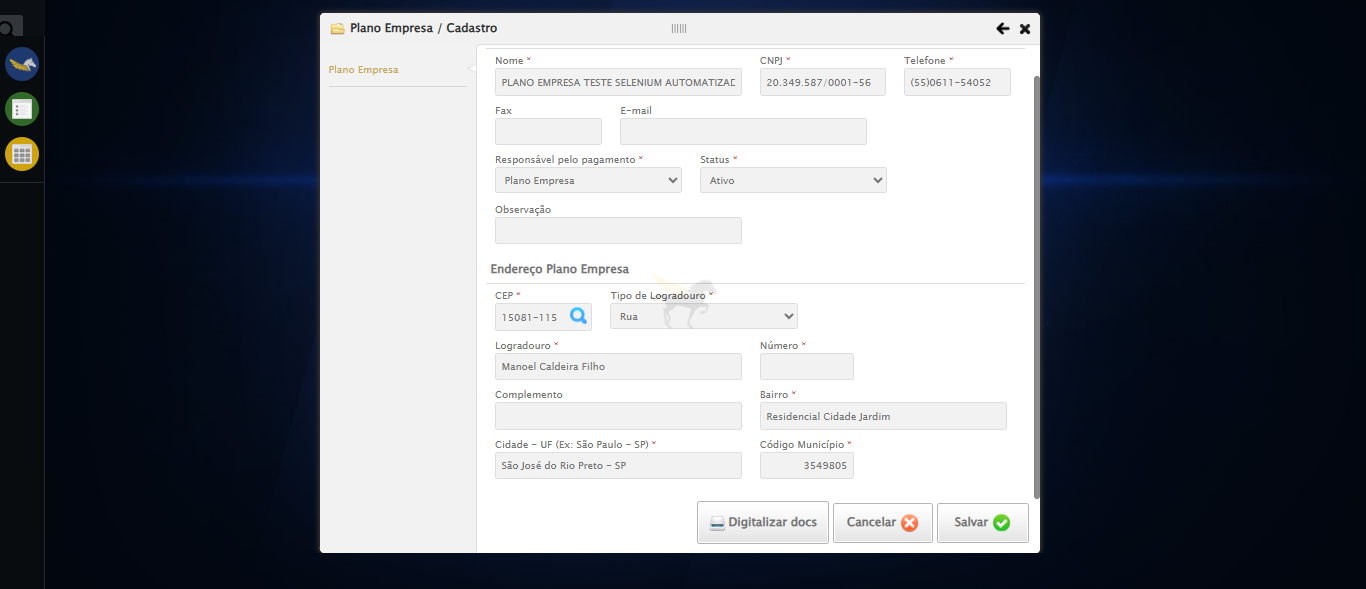 Plano Empresa / Cadastro
Plano Empresa
Nome * CNPJ * Telefone *
PLANO EMPRESA TESTE SELENIUM AUTOMATIZAD 20.349.587/0001-56 (55)0611-54052
Fax E-mail
Responsável pelo pagamento * Status *
Plano Empresa Ativo
Observação
Endereço Plano Empresa
CEP * Tipo de Logradouro *
15081-115 Rua
Logradouro * Número *
Manoel Caldeira Filho
Complemento Bairro *
Residencial Cidade Jardim
Cidade - UF (Ex: São Paulo - SP) * Código Município *
São José do Rio Preto - SP 3549805
Digitalizar docs Cancelar Salvar